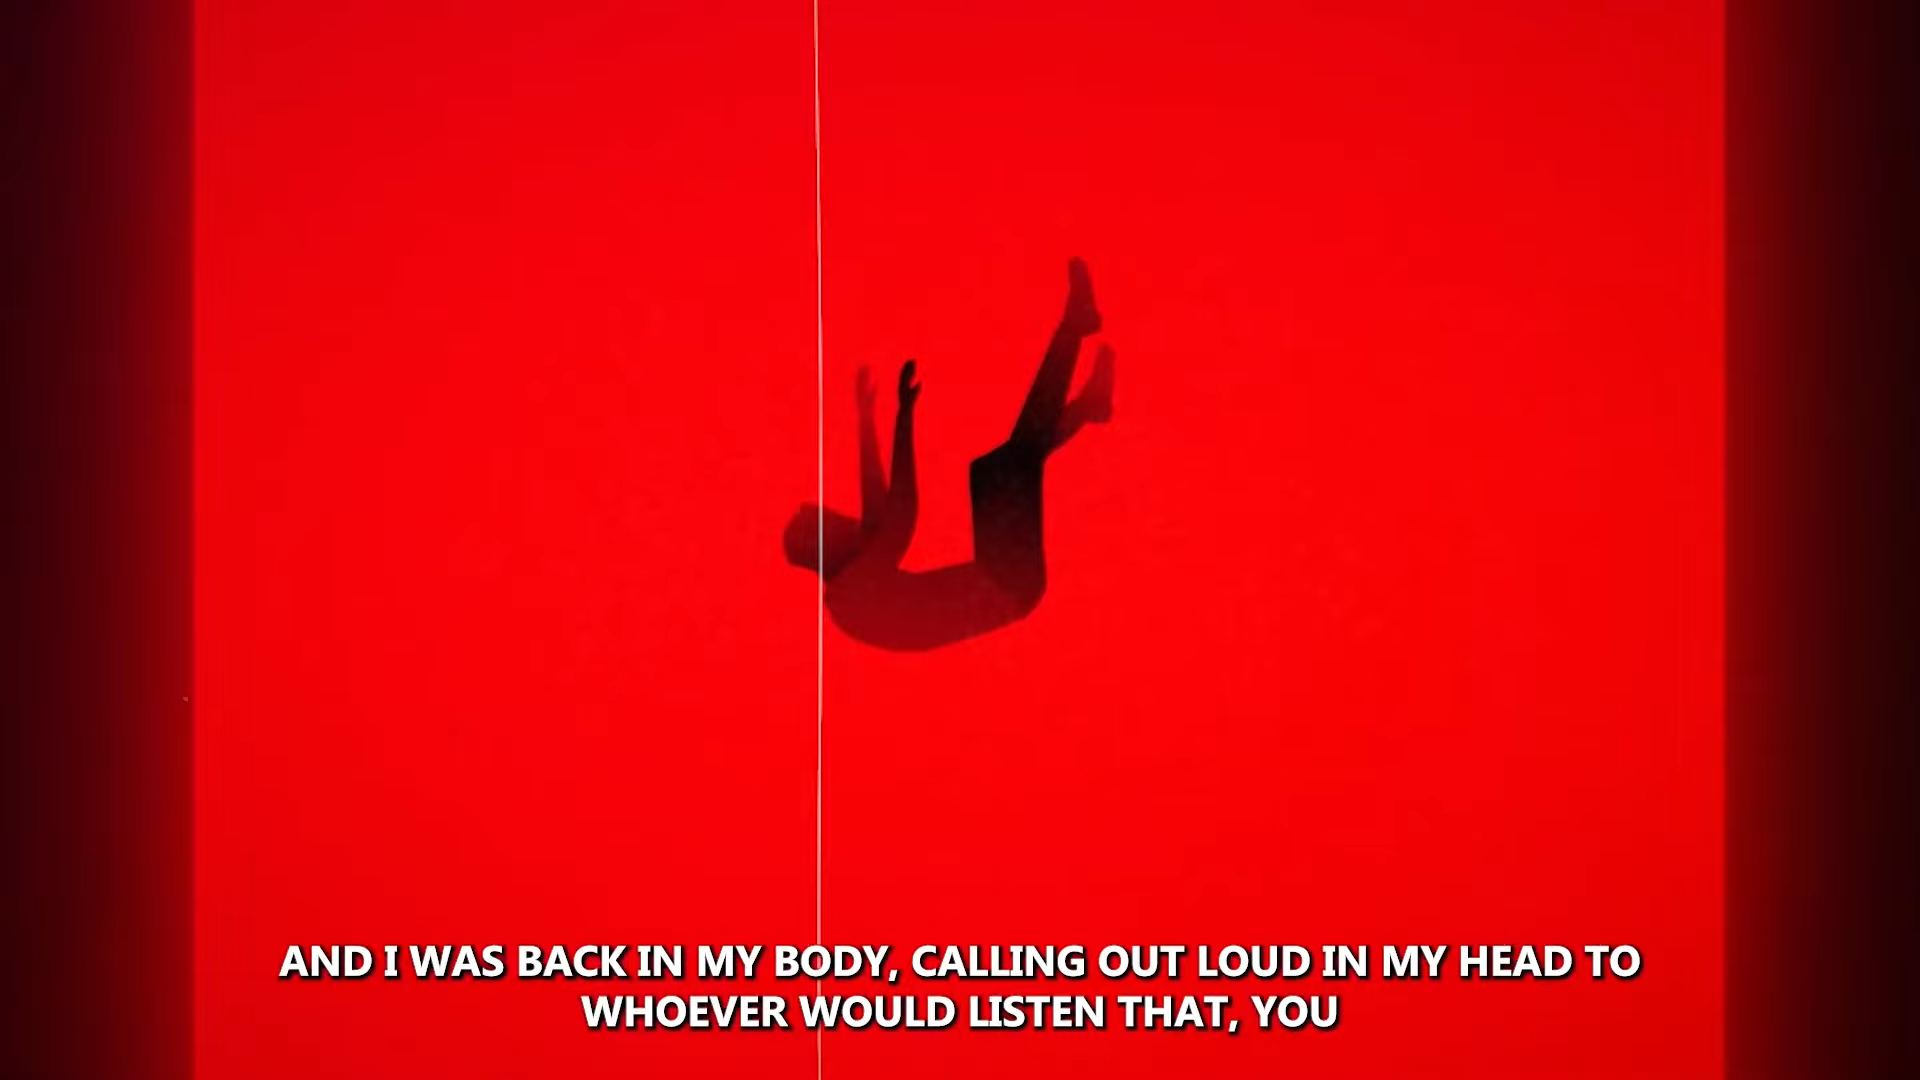 AND I WAS BACK IN MY BODY, CALLING OUT LOUD IN MY HEAD TO
WHOEVER WOULD LISTEN THAT, YOU